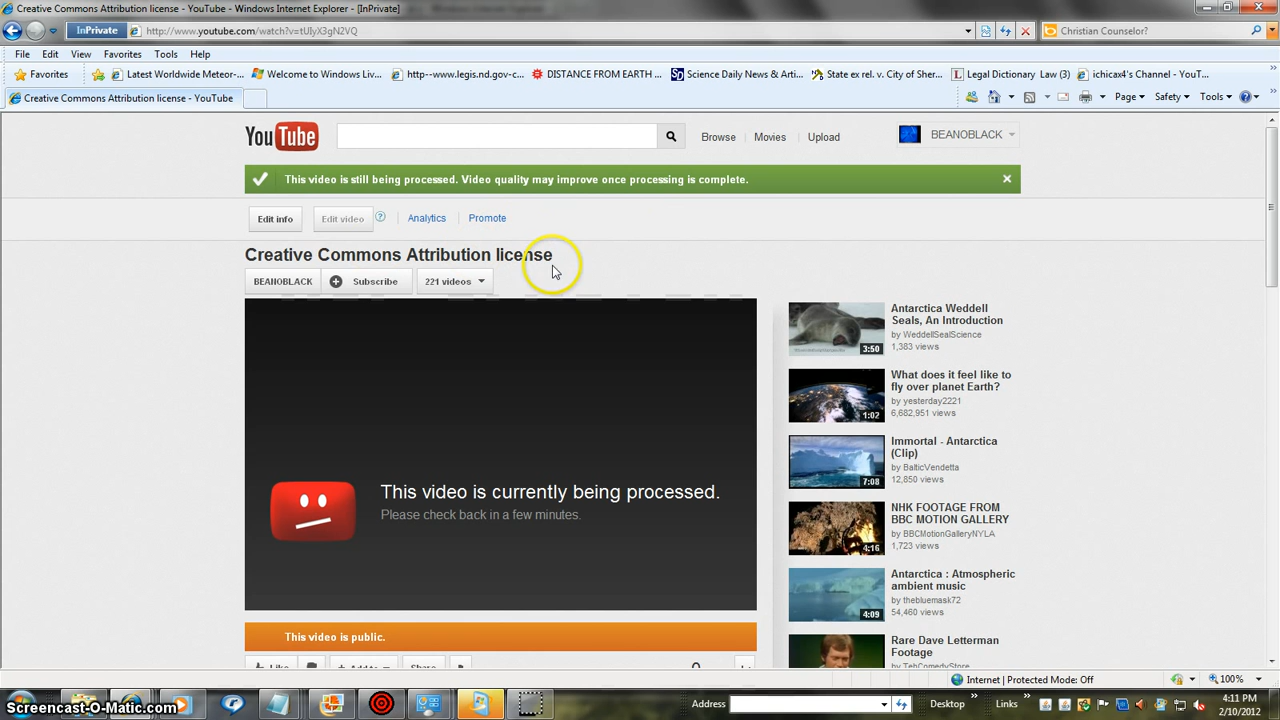 Creative Commons Attribution license - YouTube - Windows Internet Explorer - [InPrivate]
InPrivate http://www.youtube.com/watch?v=tUIyX3gN2VQ Christian Counselor?
File Edit View Favorites Tools Help
Favorites Latest Worldwide Meteor-... Welcome to Windows Liv... http--www.legis.nd.gov-c... DISTANCE FROM EARTH ... Science Daily News & Arti... State ex rel. v. City of Sher... Legal Dictionary Law (3) ichicax4's Channel - YouT...
Creative Commons Attribution license - YouTube
Page Safety Tools
YouTube Browse Movies Upload BEANOBLACK
This video is still being processed. Video quality may improve once processing is complete.
Edit info Edit video ? Analytics Promote
Creative Commons Attribution license
BEANOBLACK Subscribe 221 videos
This video is currently being processed.
Please check back in a few minutes.
This video is public.
Like Add to Share 0
Antarctica Weddell
Seals, An Introduction
by WeddellSealScience
1,383 views
3:50
What does it feel like to
fly over planet Earth?
by yesterday2221
6,682,951 views
1:02
Immortal - Antarctica
(Clip)
by BalticVendetta
12,850 views
7:08
NHK FOOTAGE FROM
BBC MOTION GALLERY
by BBCMotionGalleryNYLA
1,723 views
4:16
Antarctica : Atmospheric
ambient music
by thebluemask72
54,460 views
4:09
Rare Dave Letterman
Footage
by TehComedyStore
Internet | Protected Mode: Off 100%
Screencast-O-Matic.com Address Desktop Links 4:11 PM
2/10/2012